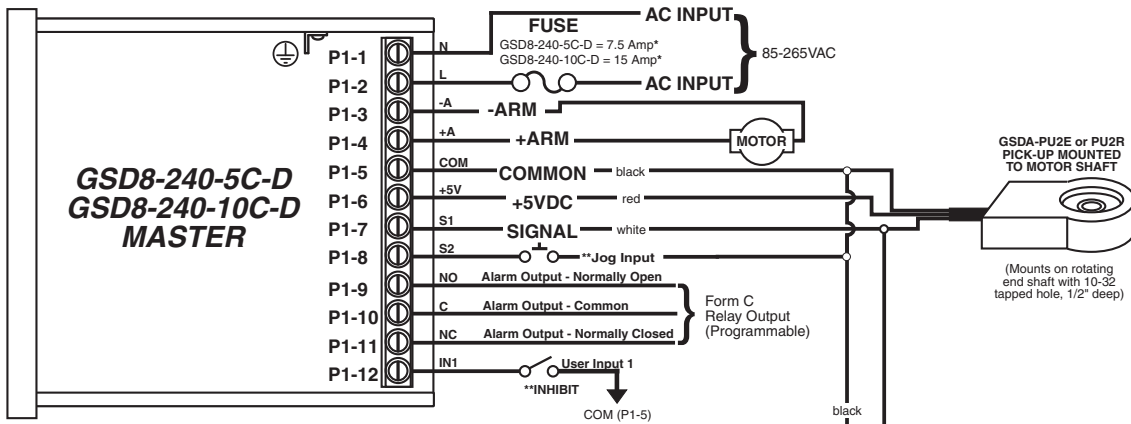 AC INPUT
FUSE
GSD8-240-5C-D = 7.5 Amp*
GSD8-240-10C-D = 15 Amp*
85-265VAC
AC INPUT
P1-1 N
P1-2 L
P1-3 -A -ARM
P1-4 +A +ARM MOTOR
P1-5 COM COMMON black
P1-6 +5V +5VDC red
P1-7 S1 SIGNAL white
P1-8 S2 **Jog Input
P1-9 NO Alarm Output - Normally Open
P1-10 C Alarm Output - Common
P1-11 NC Alarm Output - Normally Closed
P1-12 IN1 User Input 1
**INHIBIT
COM (P1-5)
GSD8-240-5C-D
GSD8-240-10C-D
MASTER
Form C
Relay Output
(Programmable)
GSDA-PU2E or PU2R
PICK-UP MOUNTED
TO MOTOR SHAFT
(Mounts on rotating
end shaft with 10-32
tapped hole, 1/2" deep)
black